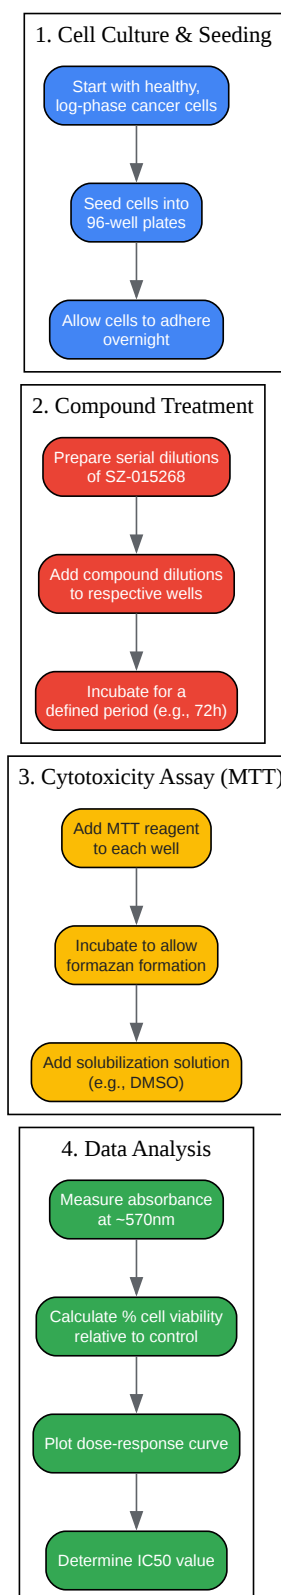 1. Cell Culture & Seeding
Start with healthy,
log-phase cancer cells
Seed cells into
96-well plates
Allow cells to adhere
overnight
2. Compound Treatment
Prepare serial dilutions
of SZ-015268
Add compound dilutions
to respective wells
Incubate for a
defined period (e.g., 72h)
3. Cytotoxicity Assay (MTT)
Add MTT reagent
to each well
Incubate to allow
formazan formation
Add solubilization solution
(e.g., DMSO)
4. Data Analysis
Measure absorbance
at ~570nm
Calculate % cell viability
relative to control
Plot dose-response curve
Determine IC50 value